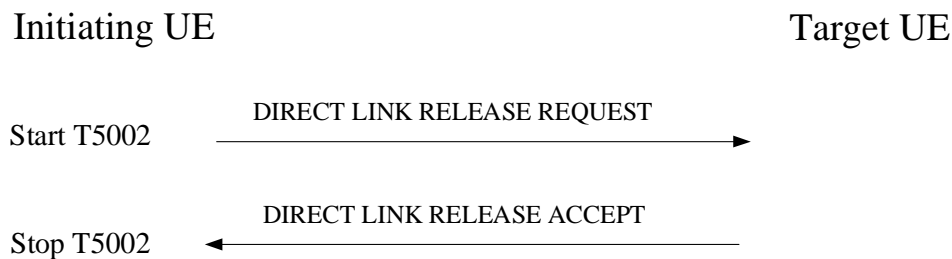 Initiating UE
Target UE
DIRECT LINK RELEASE REQUEST
Start T5002
DIRECT LINK RELEASE ACCEPT
Stop T5002